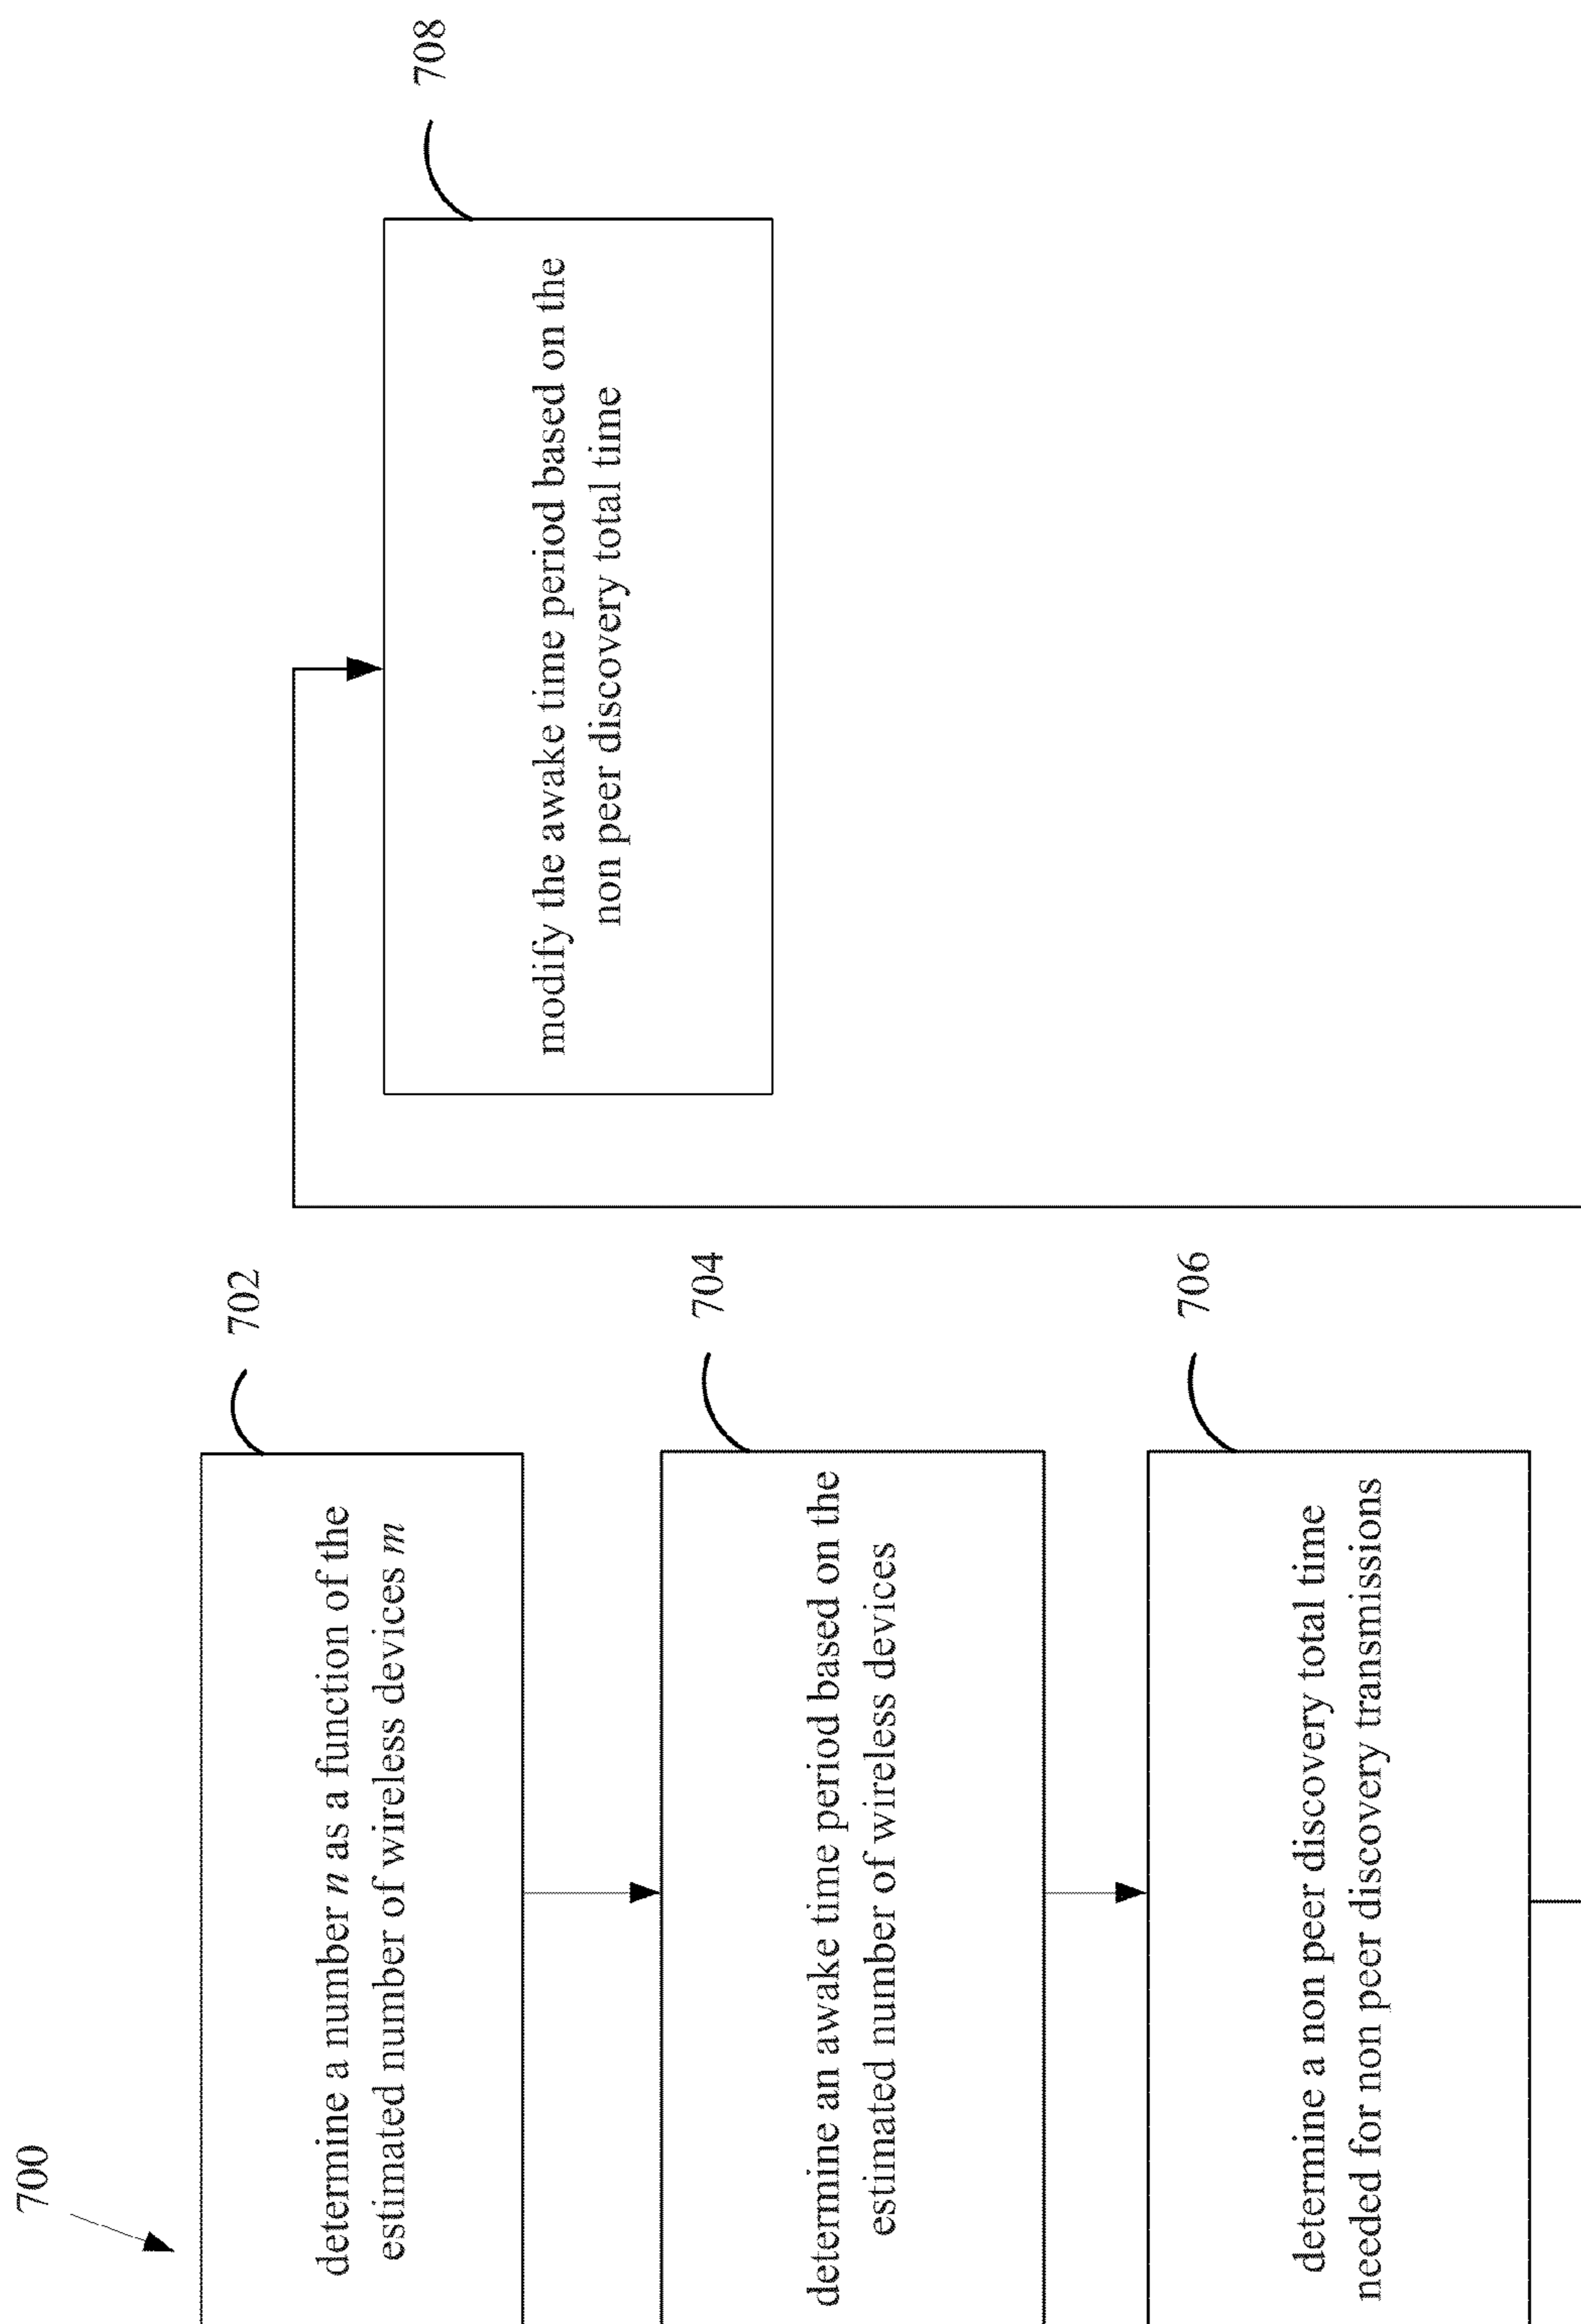 700
702
determine a number n as a function of the
estimated number of wireless devices m
704
determine an awake time period based on the
estimated number of wireless devices
706
determine a non peer discovery total time
needed for non peer discovery transmissions
708
modify the awake time period based on the
non peer discovery total time